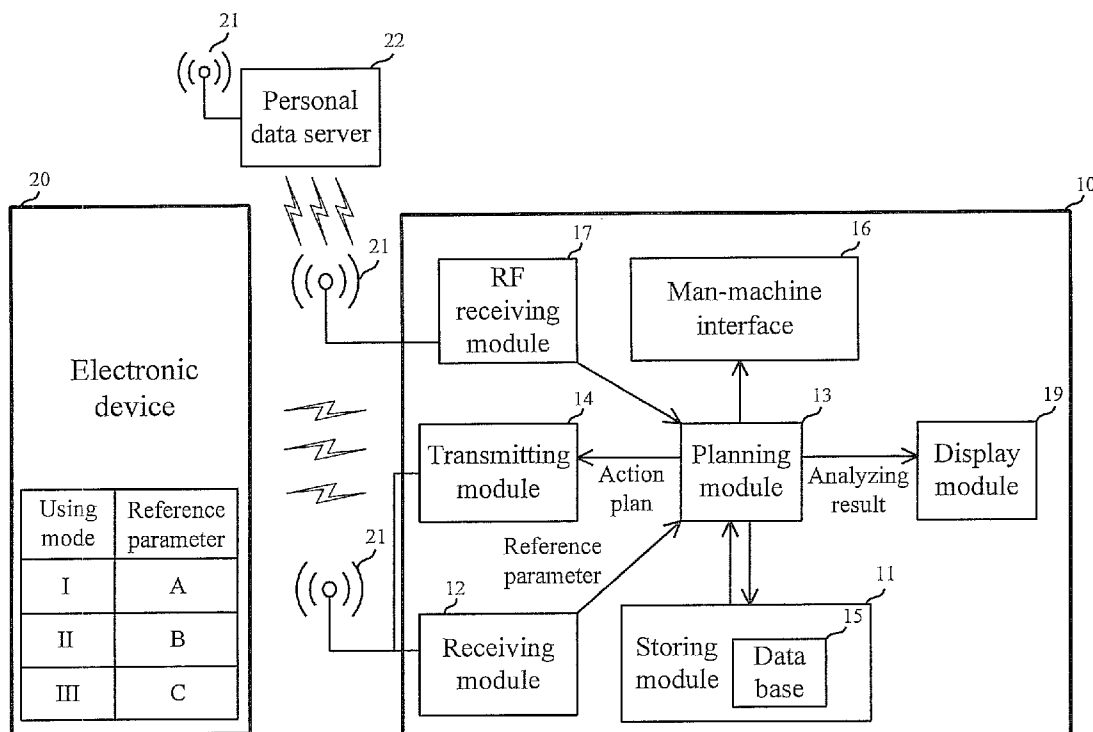 21
22
Personal
data server
20
10
17
16
21
RF
receiving
module
Man-machine
interface
Electronic
device
14
13
19
Transmitting
module
Action
plan
Planning
module
Analyzing
result
Display
module
Using
mode
Reference
parameter
I
A
II
B
III
C
21
Reference
parameter
12
11
15
Receiving
module
Storing
module
Data
base